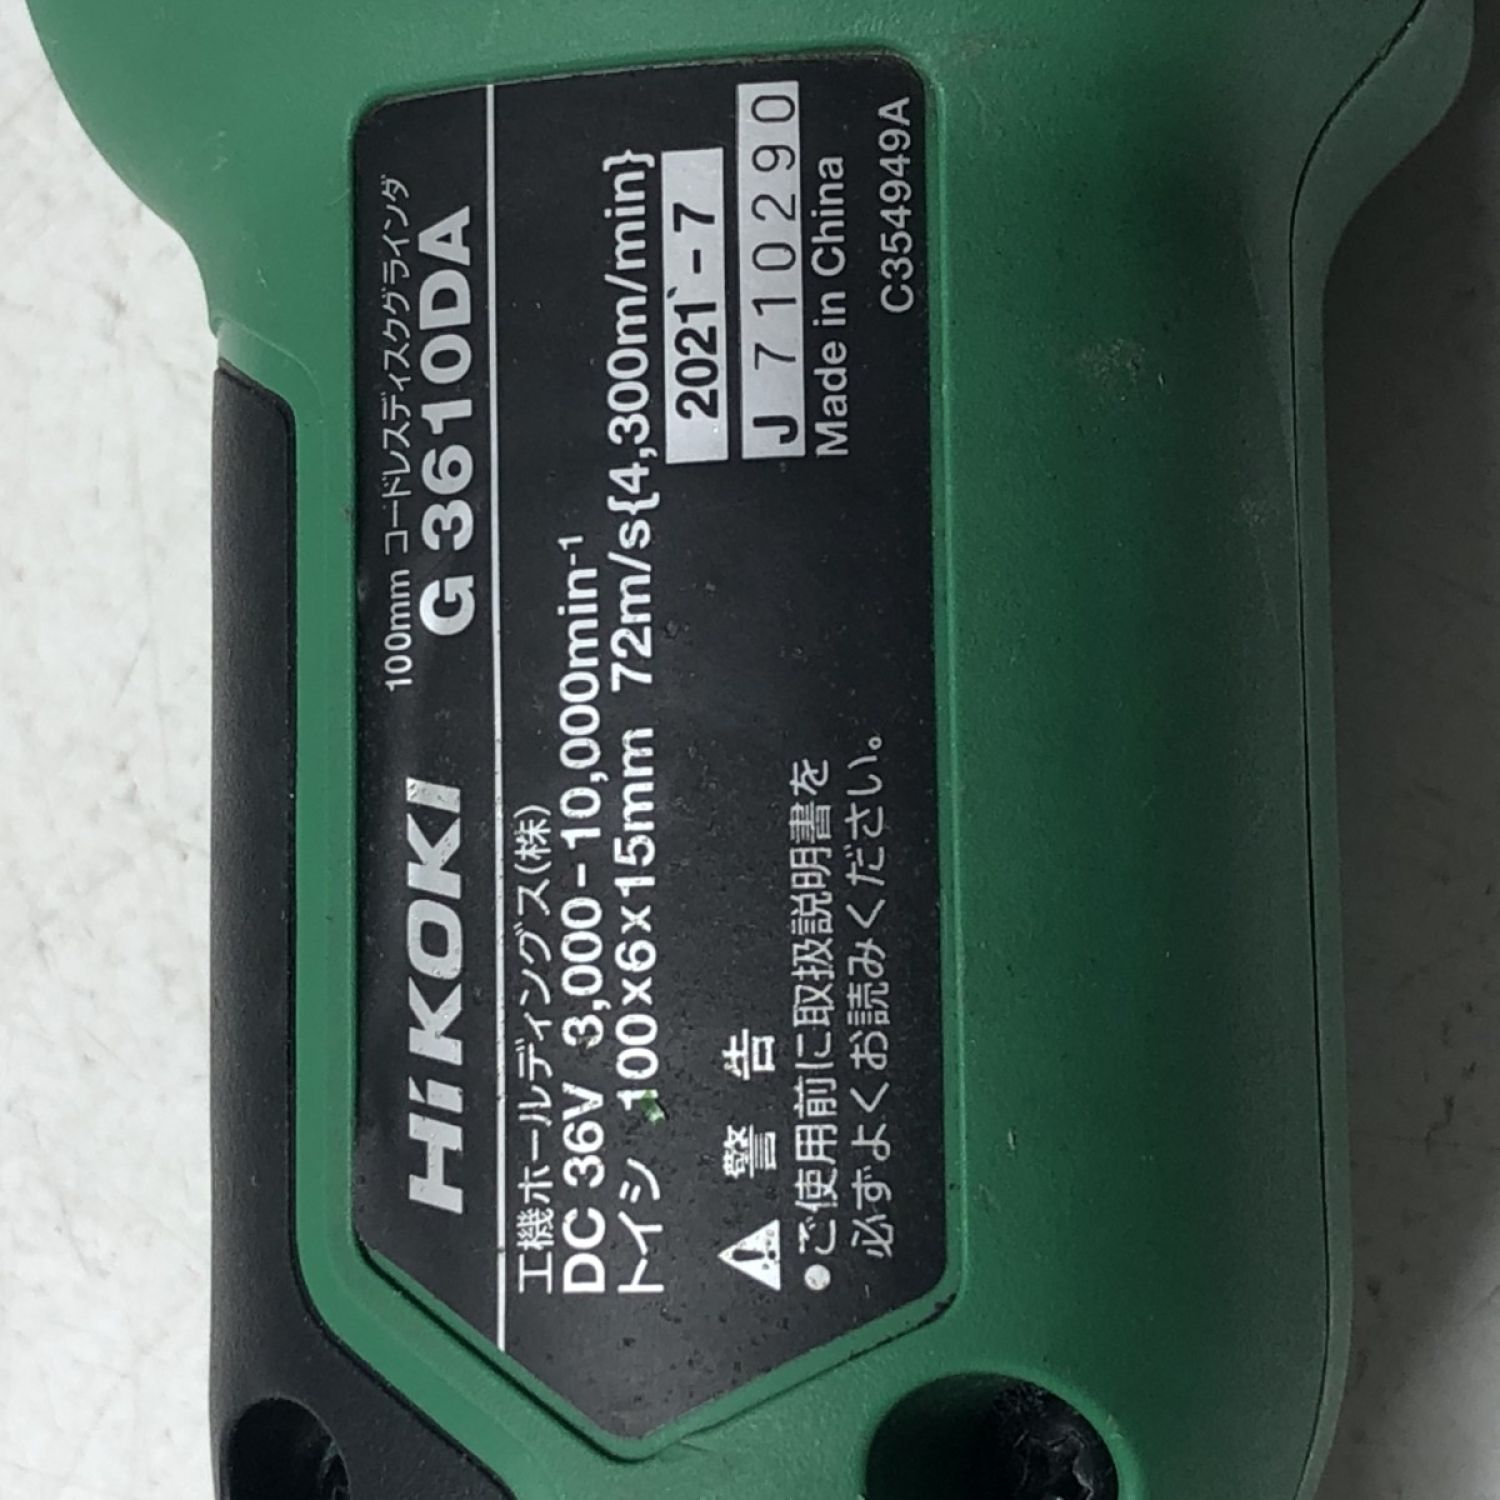 100mm コードレスディスクグラインダ
HiKOKI G 3610DA
工機ホールディングス(株)
DC 36V 3,000-10,000min-1
トイシ 100×6×15mm 72m/s{4,300m/min}
2021-7
J 710290
Made in China
C354949A
警告
●ご使用前に取扱説明書を
必ずよくお読みください。